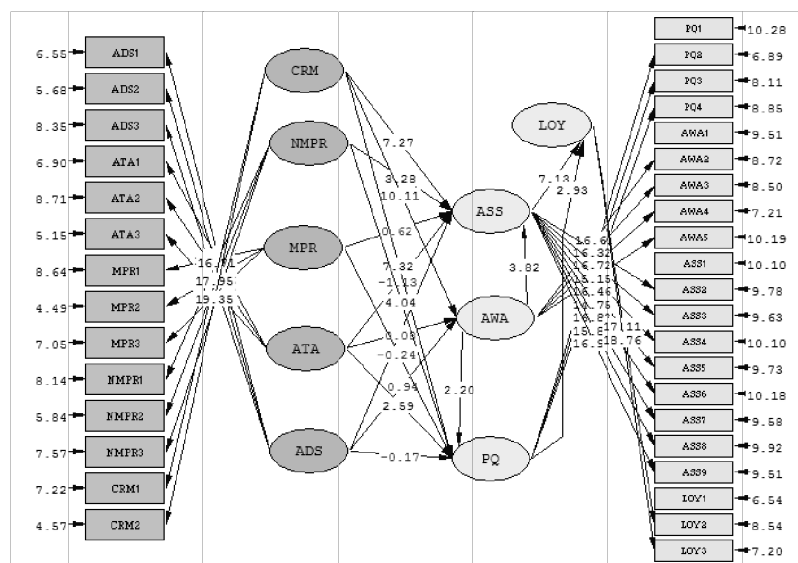 6.55 ADS1
5.68 ADS2
8.35 ADS3
6.90 ATA1
8.71 ATA2
5.15 ATA3
8.64 MPR1
4.49 MPR2
7.05 MPR3
8.14 NMPR1
5.84 NMPR2
7.57 NMPR3
7.22 CRM1
4.57 CRM2
17.95
19.35
CRM
NMPR
MPR
ATA
ADS
7.27
3.28
10.11
0.62
7.32
-1.13
4.04
-0.24
0.94
2.59
-0.17
LOY
ASS
AWA
PQ
7.13
2.93
3.82
2.20
16.32
16.72
15.15
16.46
17.11
18.76
PQ1 10.28
PQ2 6.89
PQ3 8.11
PQ4 8.85
AWA1 9.51
AWA2 8.72
AWA3 8.50
AWA4 7.21
AWA5 10.19
ASS1 10.10
ASS2 9.78
ASS3 9.63
ASS4 10.10
ASS5 9.73
ASS6 10.18
ASS7 9.58
ASS8 9.92
ASS9 9.51
LOY1 6.54
LOY2 8.54
LOY3 7.20